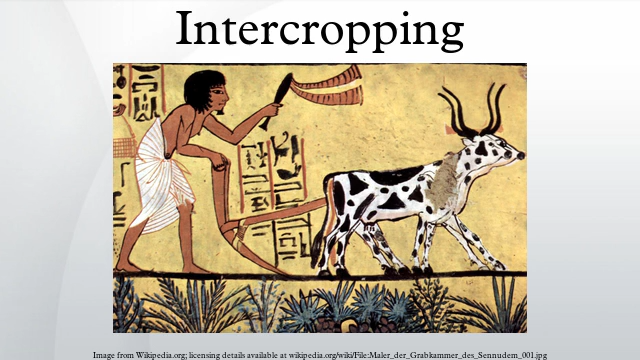 Intercropping
Image from Wikipedia.org; licensing details available at wikipedia.org/wiki/File:Maler_der_Grabkammer_des_Sennudem_001.jpg